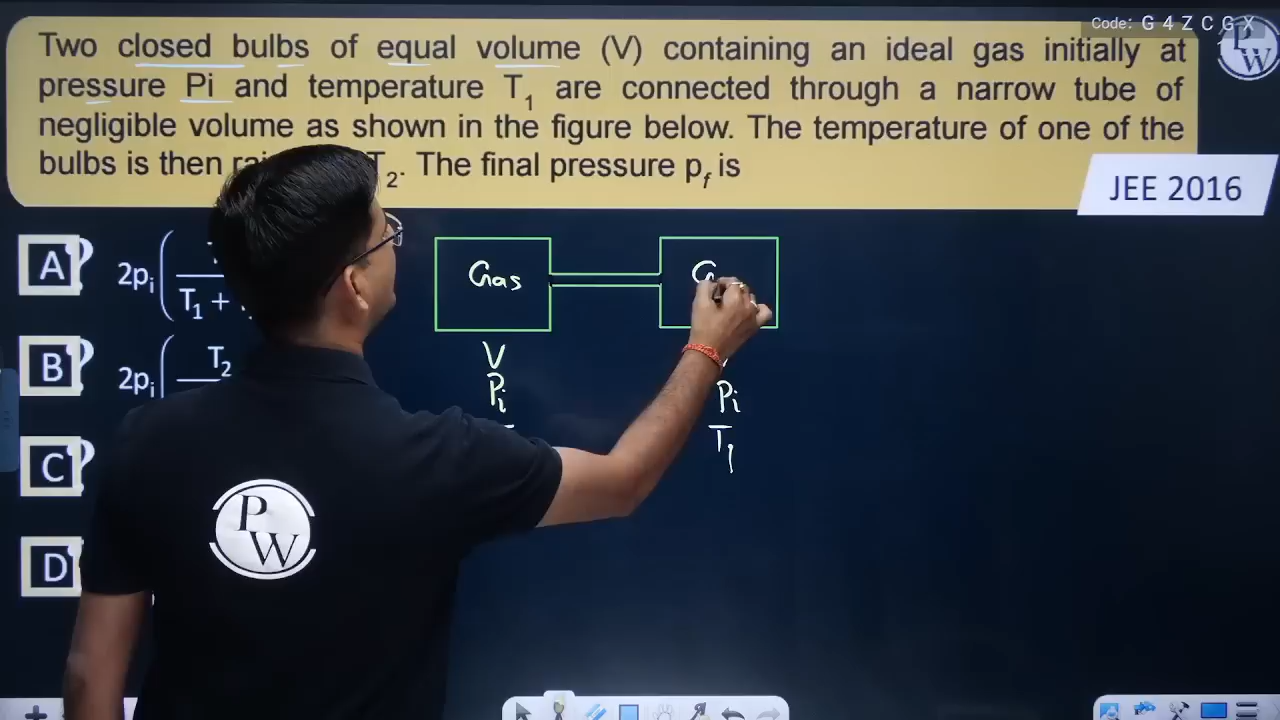 Code: G 4 Z C G X
Two closed bulbs of equal volume (V) containing an ideal gas initially at
pressure Pi and temperature T1 are connected through a narrow tube of
negligible volume as shown in the figure below. The temperature of one of the
bulbs is then T2. The final pressure pf is
JEE 2016
PW
A ? 2pi( T1 +
B ? 2pi( T2
C ?
D
Gas
V
Pi
G
Pi
T1
PW